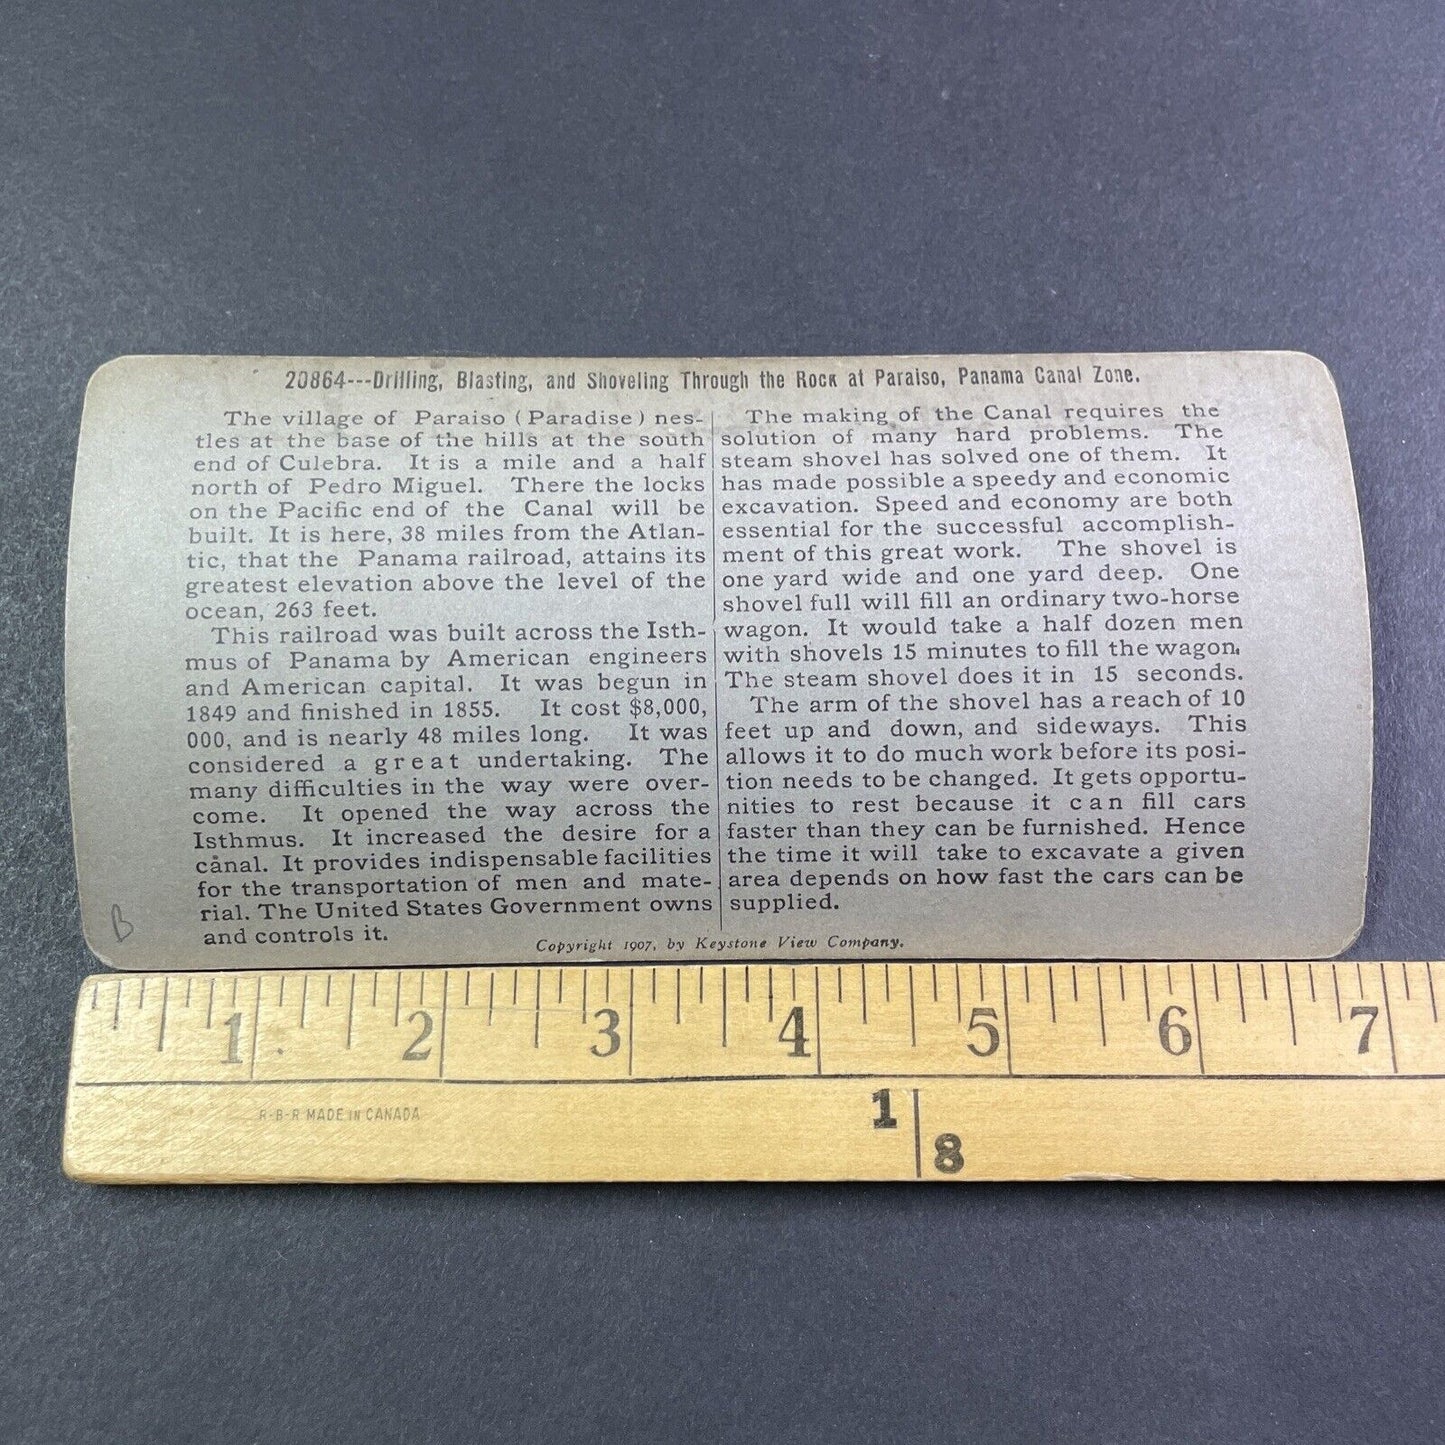 20864---Drilling, Blasting, and Shoveling Through the Rock at Paraiso, Panama Canal Zone.
The village of Paraiso (Paradise) nes-
tles at the base of the hills at the south
end of Culebra. It is a mile and a half
north of Pedro Miguel. There the locks
on the Pacific end of the Canal will be
built. It is here, 38 miles from the Atlan-
tic, that the Panama railroad, attains its
greatest elevation above the level of the
ocean, 263 feet.
This railroad was built across the Isth-
mus of Panama by American engineers
and American capital. It was begun in
1849 and finished in 1855. It cost $8,000,
000, and is nearly 48 miles long. It was
considered a great undertaking. The
many difficulties in the way were over-
come. It opened the way across the
Isthmus. It increased the desire for a
canal. It provides indispensable facilities
for the transportation of men and mate-
rial. The United States Government owns
and controls it.
The making of the Canal requires the
solution of many hard problems. The
steam shovel has solved one of them. It
has made possible a speedy and economic
excavation. Speed and economy are both
essential for the successful accomplish-
ment of this great work. The shovel is
one yard wide and one yard deep. One
shovel full will fill an ordinary two-horse
wagon. It would take a half dozen men
with shovels 15 minutes to fill the wagon.
The steam shovel does it in 15 seconds.
The arm of the shovel has a reach of 10
feet up and down, and sideways. This
allows it to do much work before its posi-
tion needs to be changed. It gets opportu-
nities to rest because it can fill cars
faster than they can be furnished. Hence
the time it will take to excavate a given
area depends on how fast the cars can be
supplied.
Copyright 1907, by Keystone View Company.
B
1 2 3 4 5 6 7
R-B-R MADE IN CANADA
1
8